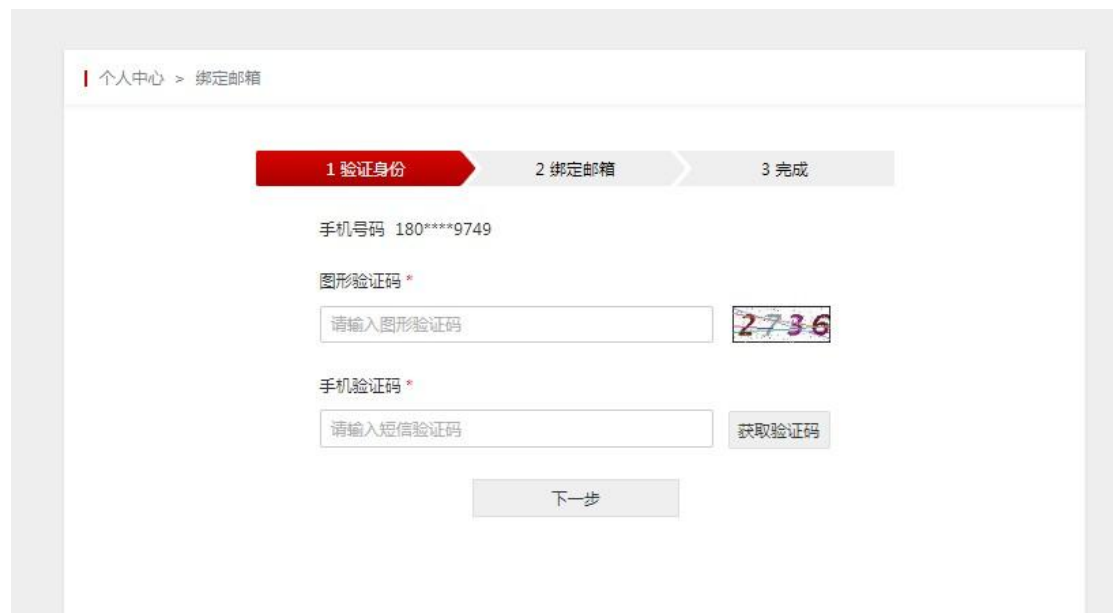 个人中心 > 绑定邮箱
1 验证身份 2 绑定邮箱 3 完成
手机号码 180****9749
图形验证码 *
请输入图形验证码 2736
手机验证码 *
请输入短信验证码 获取验证码
下一步